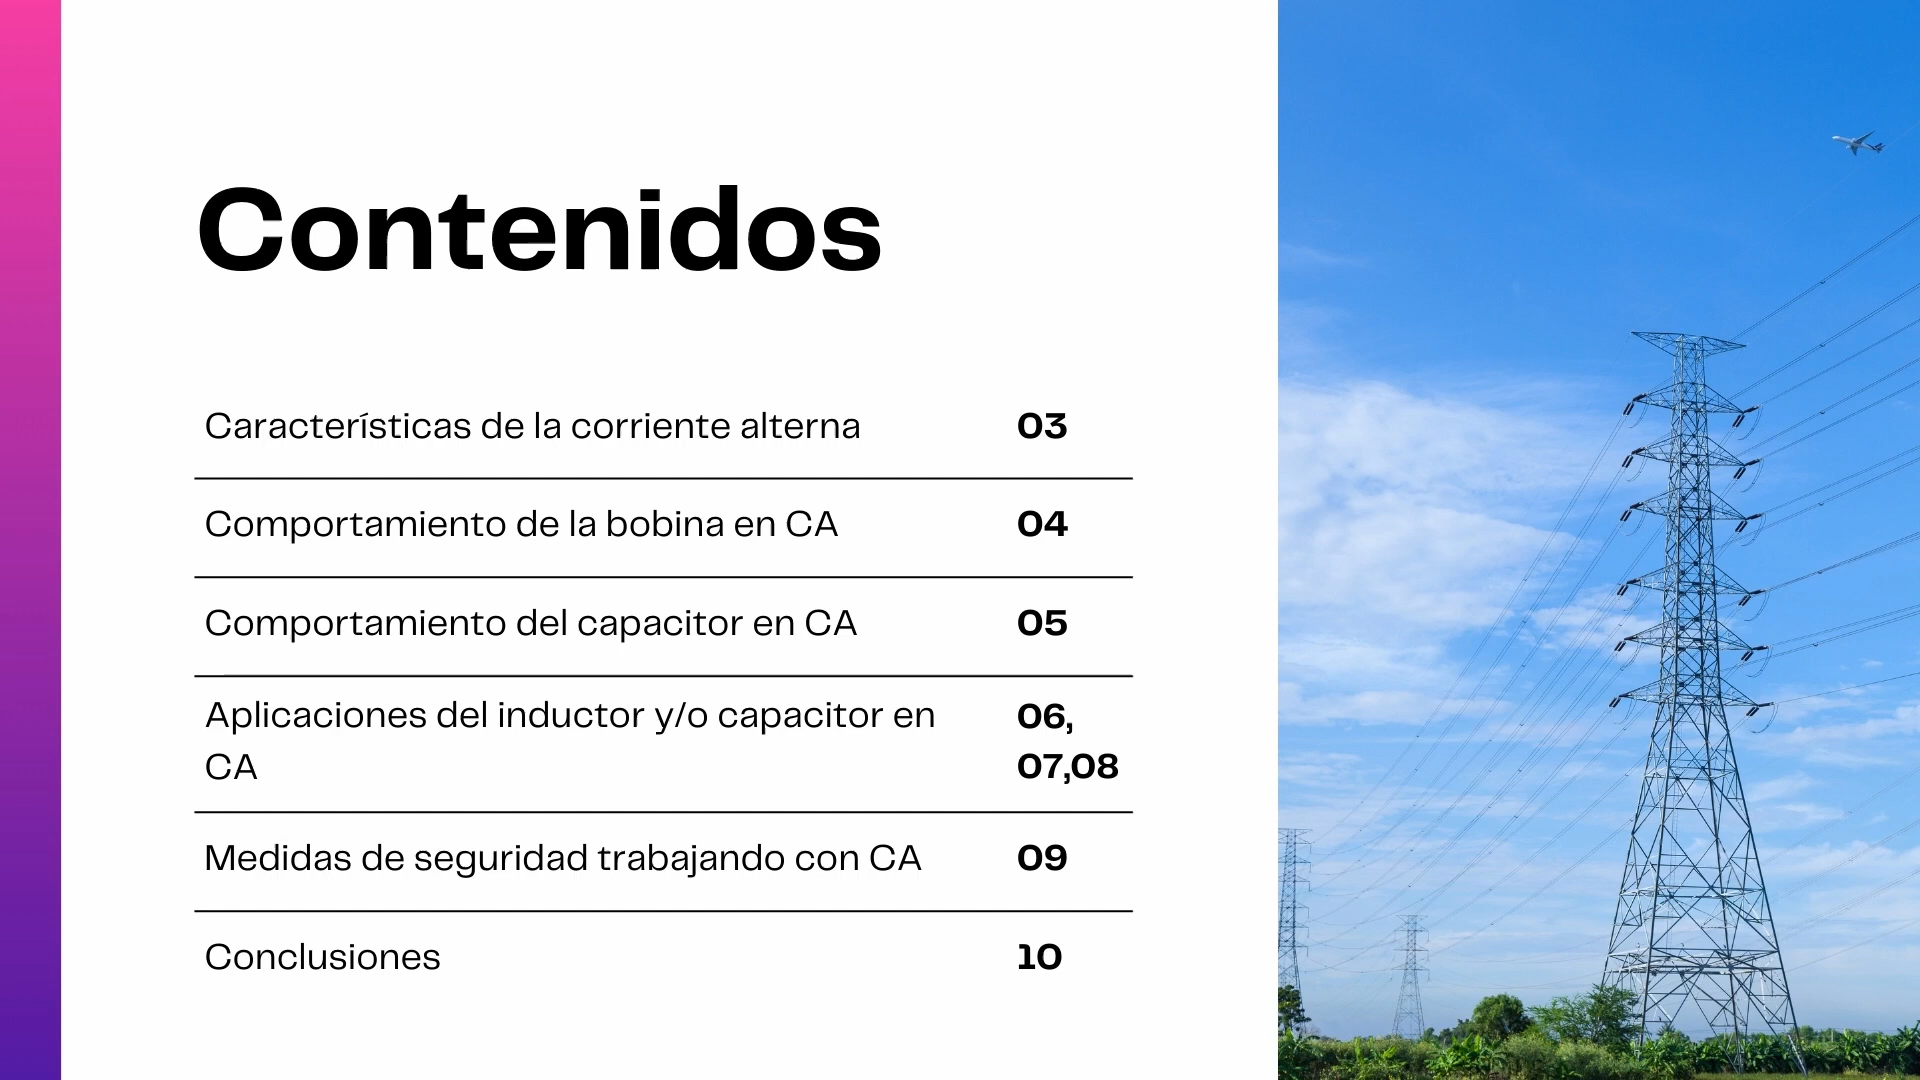 Contenidos
Características de la corriente alterna 03
Comportamiento de la bobina en CA 04
Comportamiento del capacitor en CA 05
Aplicaciones del inductor y/o capacitor en 06,
CA 07,08
Medidas de seguridad trabajando con CA 09
Conclusiones 10